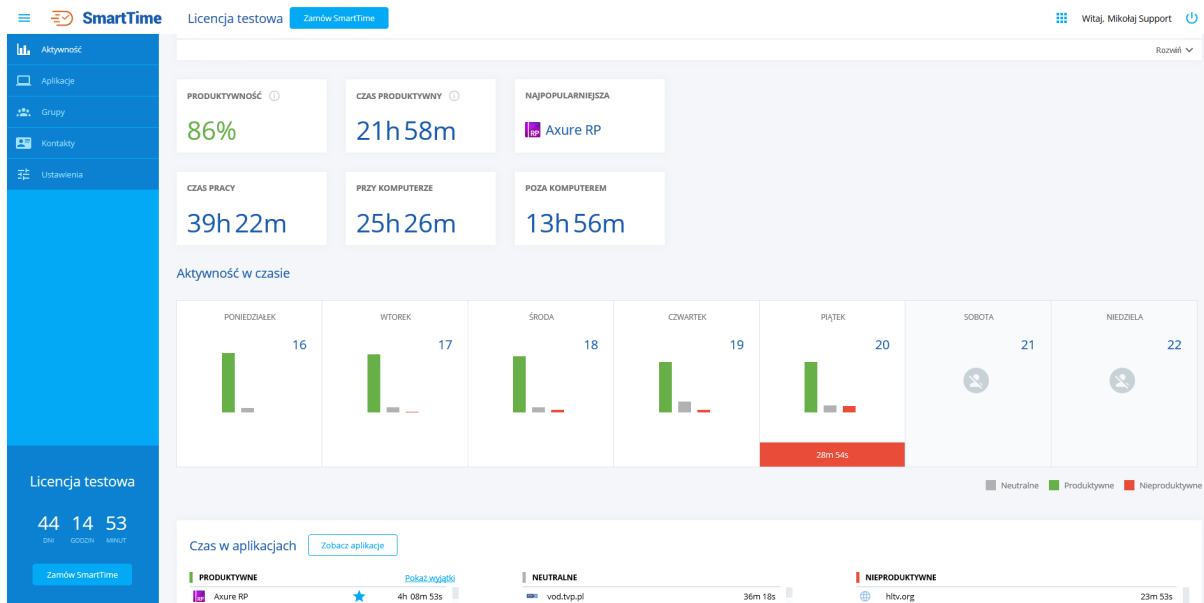 SmartTime
Licencja testowa
Zamów SmartTime
Witaj, Mikołaj Support
Aktywność
Aplikacje
Grupy
Kontakty
Ustawienia
Rozwiń
PRODUKTYWNOŚĆ
86%
CZAS PRODUKTYWNY
21h 58m
NAJPOPULARNIEJSZA
RP
Axure RP
CZAS PRACY
39h 22m
PRZY KOMPUTERZE
25h 26m
POZA KOMPUTEREM
13h 56m
Aktywność w czasie
PONIEDZIAŁEK
16
WTOREK
17
ŚRODA
18
CZWARTEK
19
PIĄTEK
20
28m 54s
SOBOTA
21
NIEDZIELA
22
Neutralne
Produktywne
Nieproduktywne
Licencja testowa
44 14 53
DNI GODZIN MINUT
Zamów SmartTime
Czas w aplikacjach
Zobacz aplikacje
PRODUKTYWNE
Pokaż wyjątki
RP
Axure RP
4h 08m 53s
NEUTRALNE
vod.tvp.pl
36m 18s
NIEPRODUKTYWNE
hltv.org
23m 53s